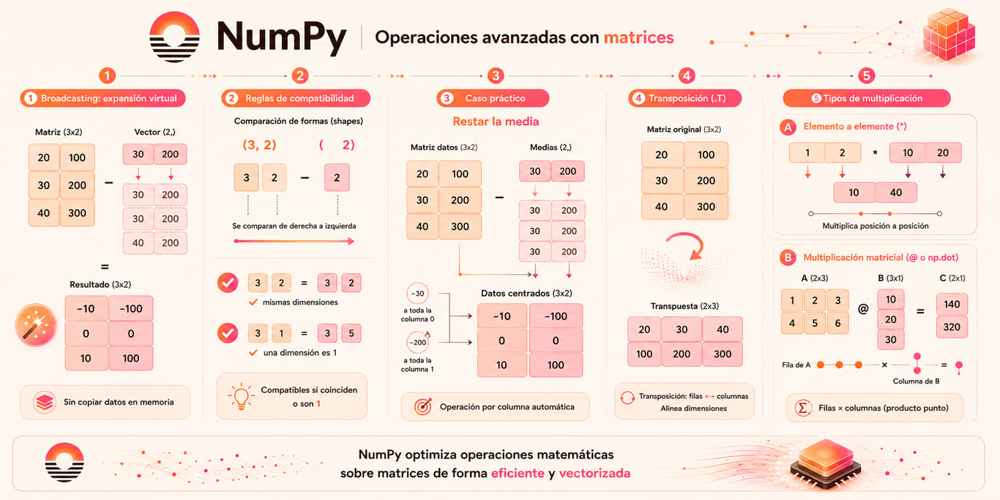 NumPy
Operaciones avanzadas con matrices
1
2
3
4
5
1 Broadcasting: expansión virtual
Matriz (3x2)
Vector (2,)
20 100
30 200
40 300
−
30 200
30 200
30 200
40 200
=
Resultado (3x2)
−10 −100
0 0
10 100
Sin copiar datos en memoria
2 Reglas de compatibilidad
Comparación de formas (shapes)
(3, 2)
( 2)
3 2 − 2
Se comparan de derecha a izquierda
3 2 = 3 2
mismas dimensiones
3 1 = 3 5
una dimensión es 1
Compatibles si coinciden
o son 1
3 Caso práctico
Restar la media
Matriz datos (3x2)
Medias (2,)
20 100
30 200
40 300
−
30 200
30 200
30 200
30 200
−30
a toda la
columna 0
−200
a toda la
columna 1
Datos centrados (3x2)
−10 −100
0 0
10 100
Operación por columna automática
4 Transposición (.T)
Matriz original (3x2)
20 100
30 200
40 300
Transpuesta (2x3)
20 30 40
100 200 300
Transposición: filas ↔ columnas
Alinea dimensiones
5 Tipos de multiplicación
A Elemento a elemente (*)
1 2 * 10 20
10 40
Multiplica posición a posición
B Multiplicación matricial (@ o np.dot)
A (2x3)
B (3x1)
C (2x1)
1 2 3
4 5 6
@
10
20
30
=
140
320
Fila de A × =
Columna de B
Σ Filas × columnas (producto punto)
NumPy optimiza operaciones matemáticas
sobre matrices de forma eficiente y vectorizada